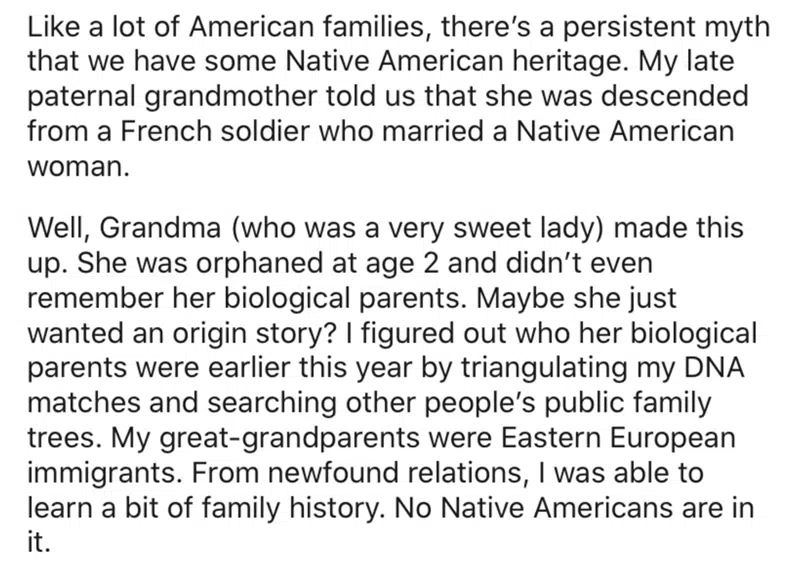 Like a lot of American families, there’s a persistent myth
that we have some Native American heritage. My late
paternal grandmother told us that she was descended
from a French soldier who married a Native American
woman.
Well, Grandma (who was a very sweet lady) made this
up. She was orphaned at age 2 and didn’t even
remember her biological parents. Maybe she just
wanted an origin story? I figured out who her biological
parents were earlier this year by triangulating my DNA
matches and searching other people’s public family
trees. My great-grandparents were Eastern European
immigrants. From newfound relations, I was able to
learn a bit of family history. No Native Americans are in
it.